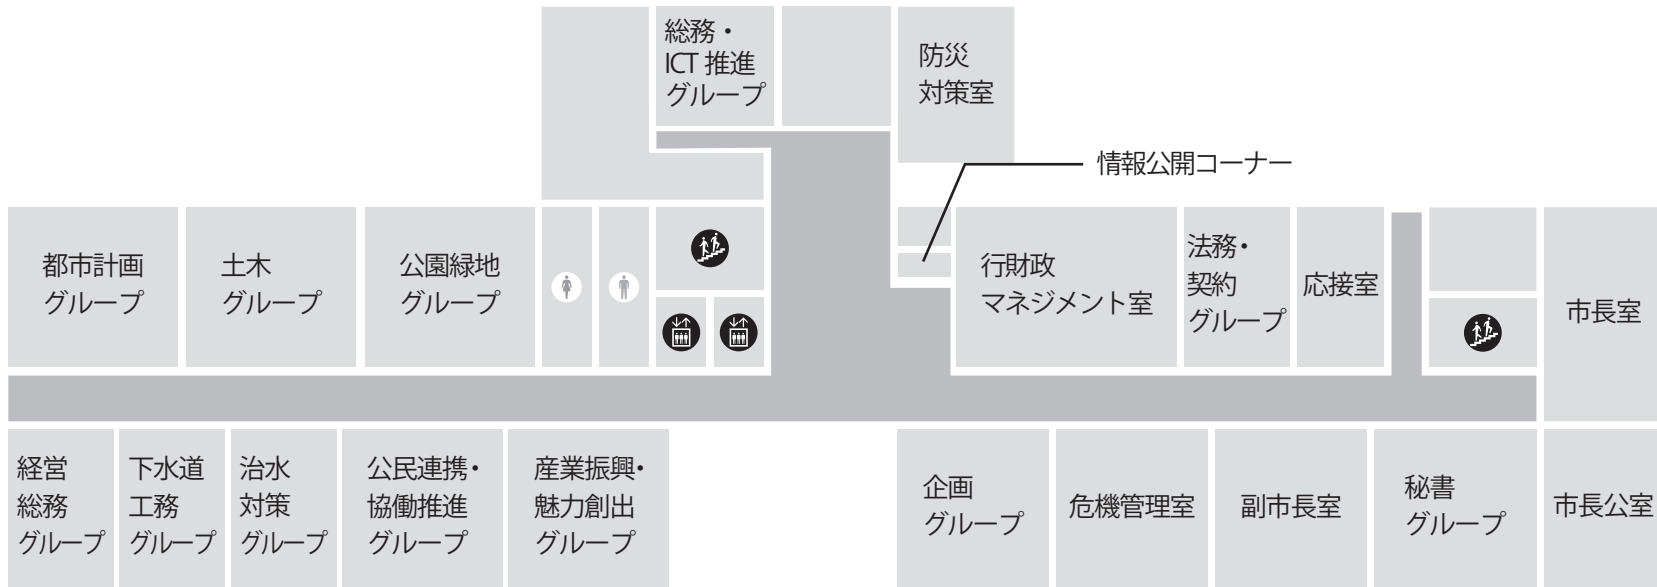 総務・
ICT 推進
グループ
防災
対策室
情報公開コーナー
都市計画
グループ
土木
グループ
公園緑地
グループ
行財政
マネジメント室
法務・
契約
グループ
応接室
市長室
経営
総務
グループ
下水道
工務
グループ
治水
対策
グループ
公民連携・
協働推進
グループ
産業振興・
魅力創出
グループ
企画
グループ
危機管理室
副市長室
秘書
グループ
市長公室